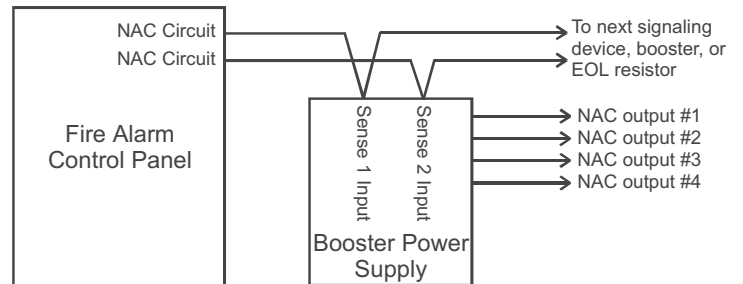 NAC Circuit
NAC Circuit
To next signaling
device, booster, or
EOL resistor
Fire Alarm
Control Panel
Sense 1 Input
Sense 2 Input
NAC output #1
NAC output #2
NAC output #3
NAC output #4
Booster Power
Supply